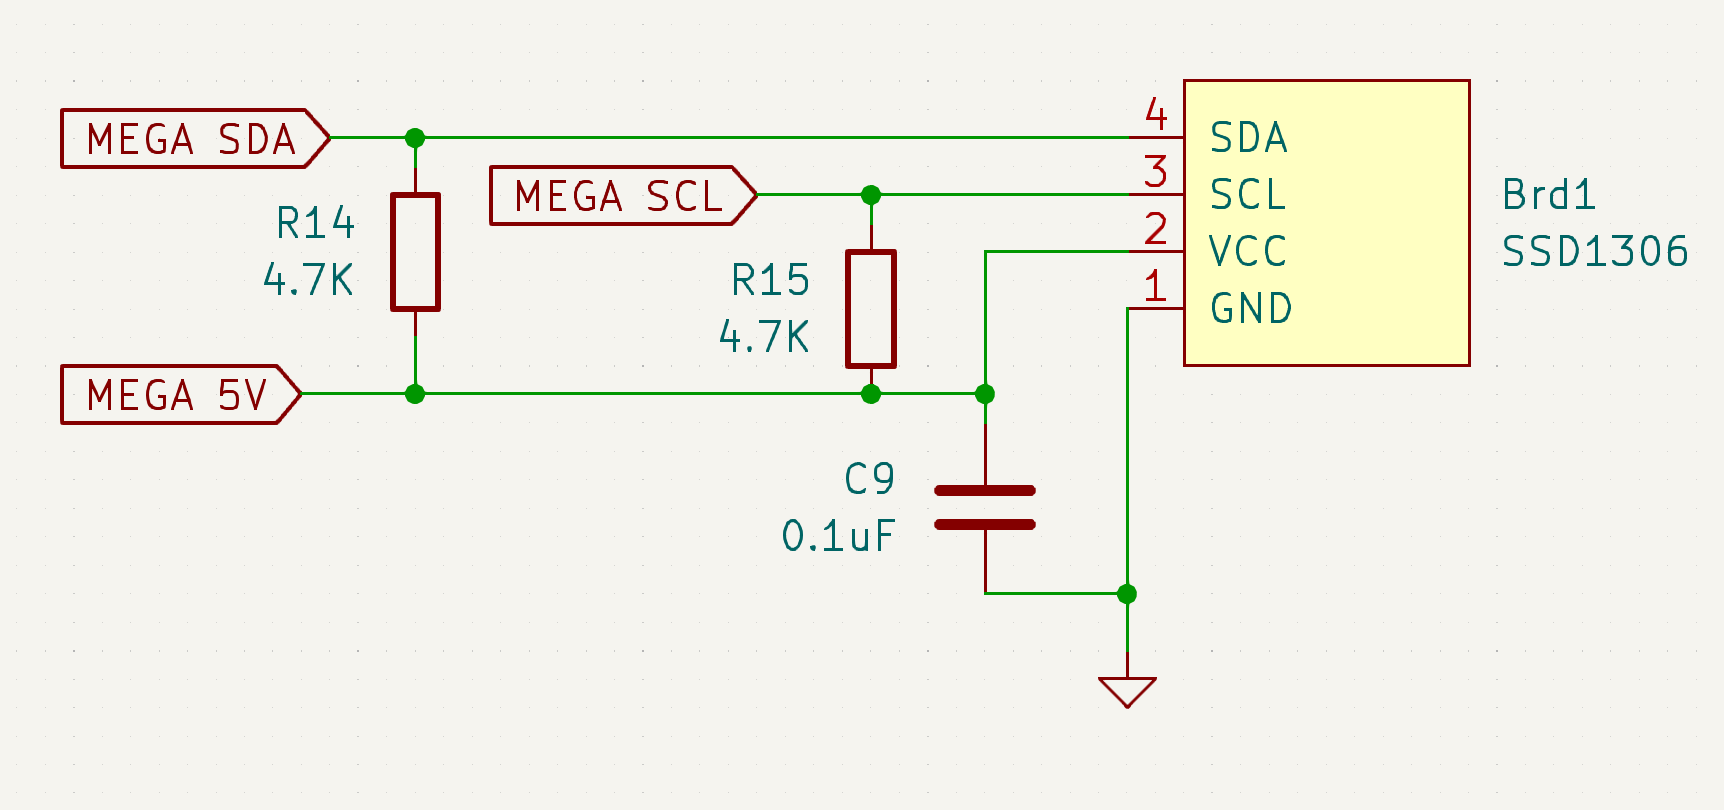 MEGA SDA
MEGA SCL
R14
4.7K
R15
4.7K
MEGA 5V
C9
0.1uF
4
SDA
3
SCL
2
VCC
1
GND
Brd1
SSD1306